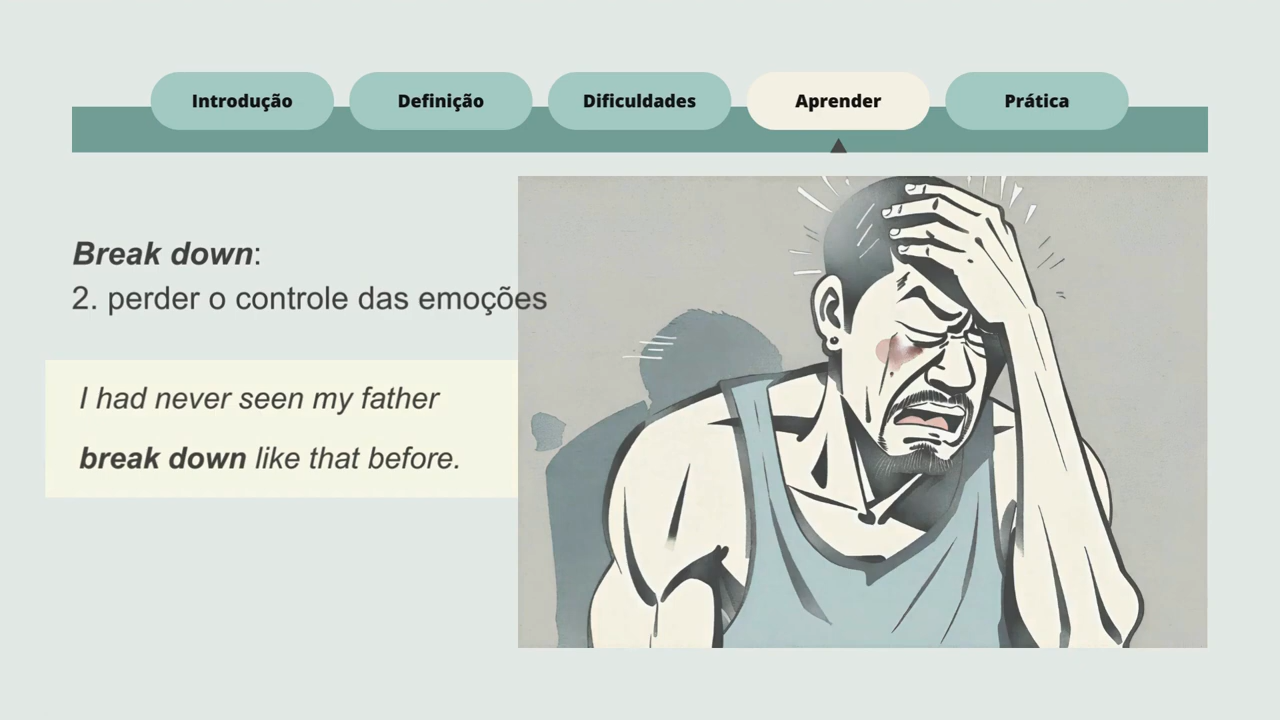 Introdução
Definição
Dificuldades
Aprender
Prática
Break down:
2. perder o controle das emoções
I had never seen my father
break down like that before.